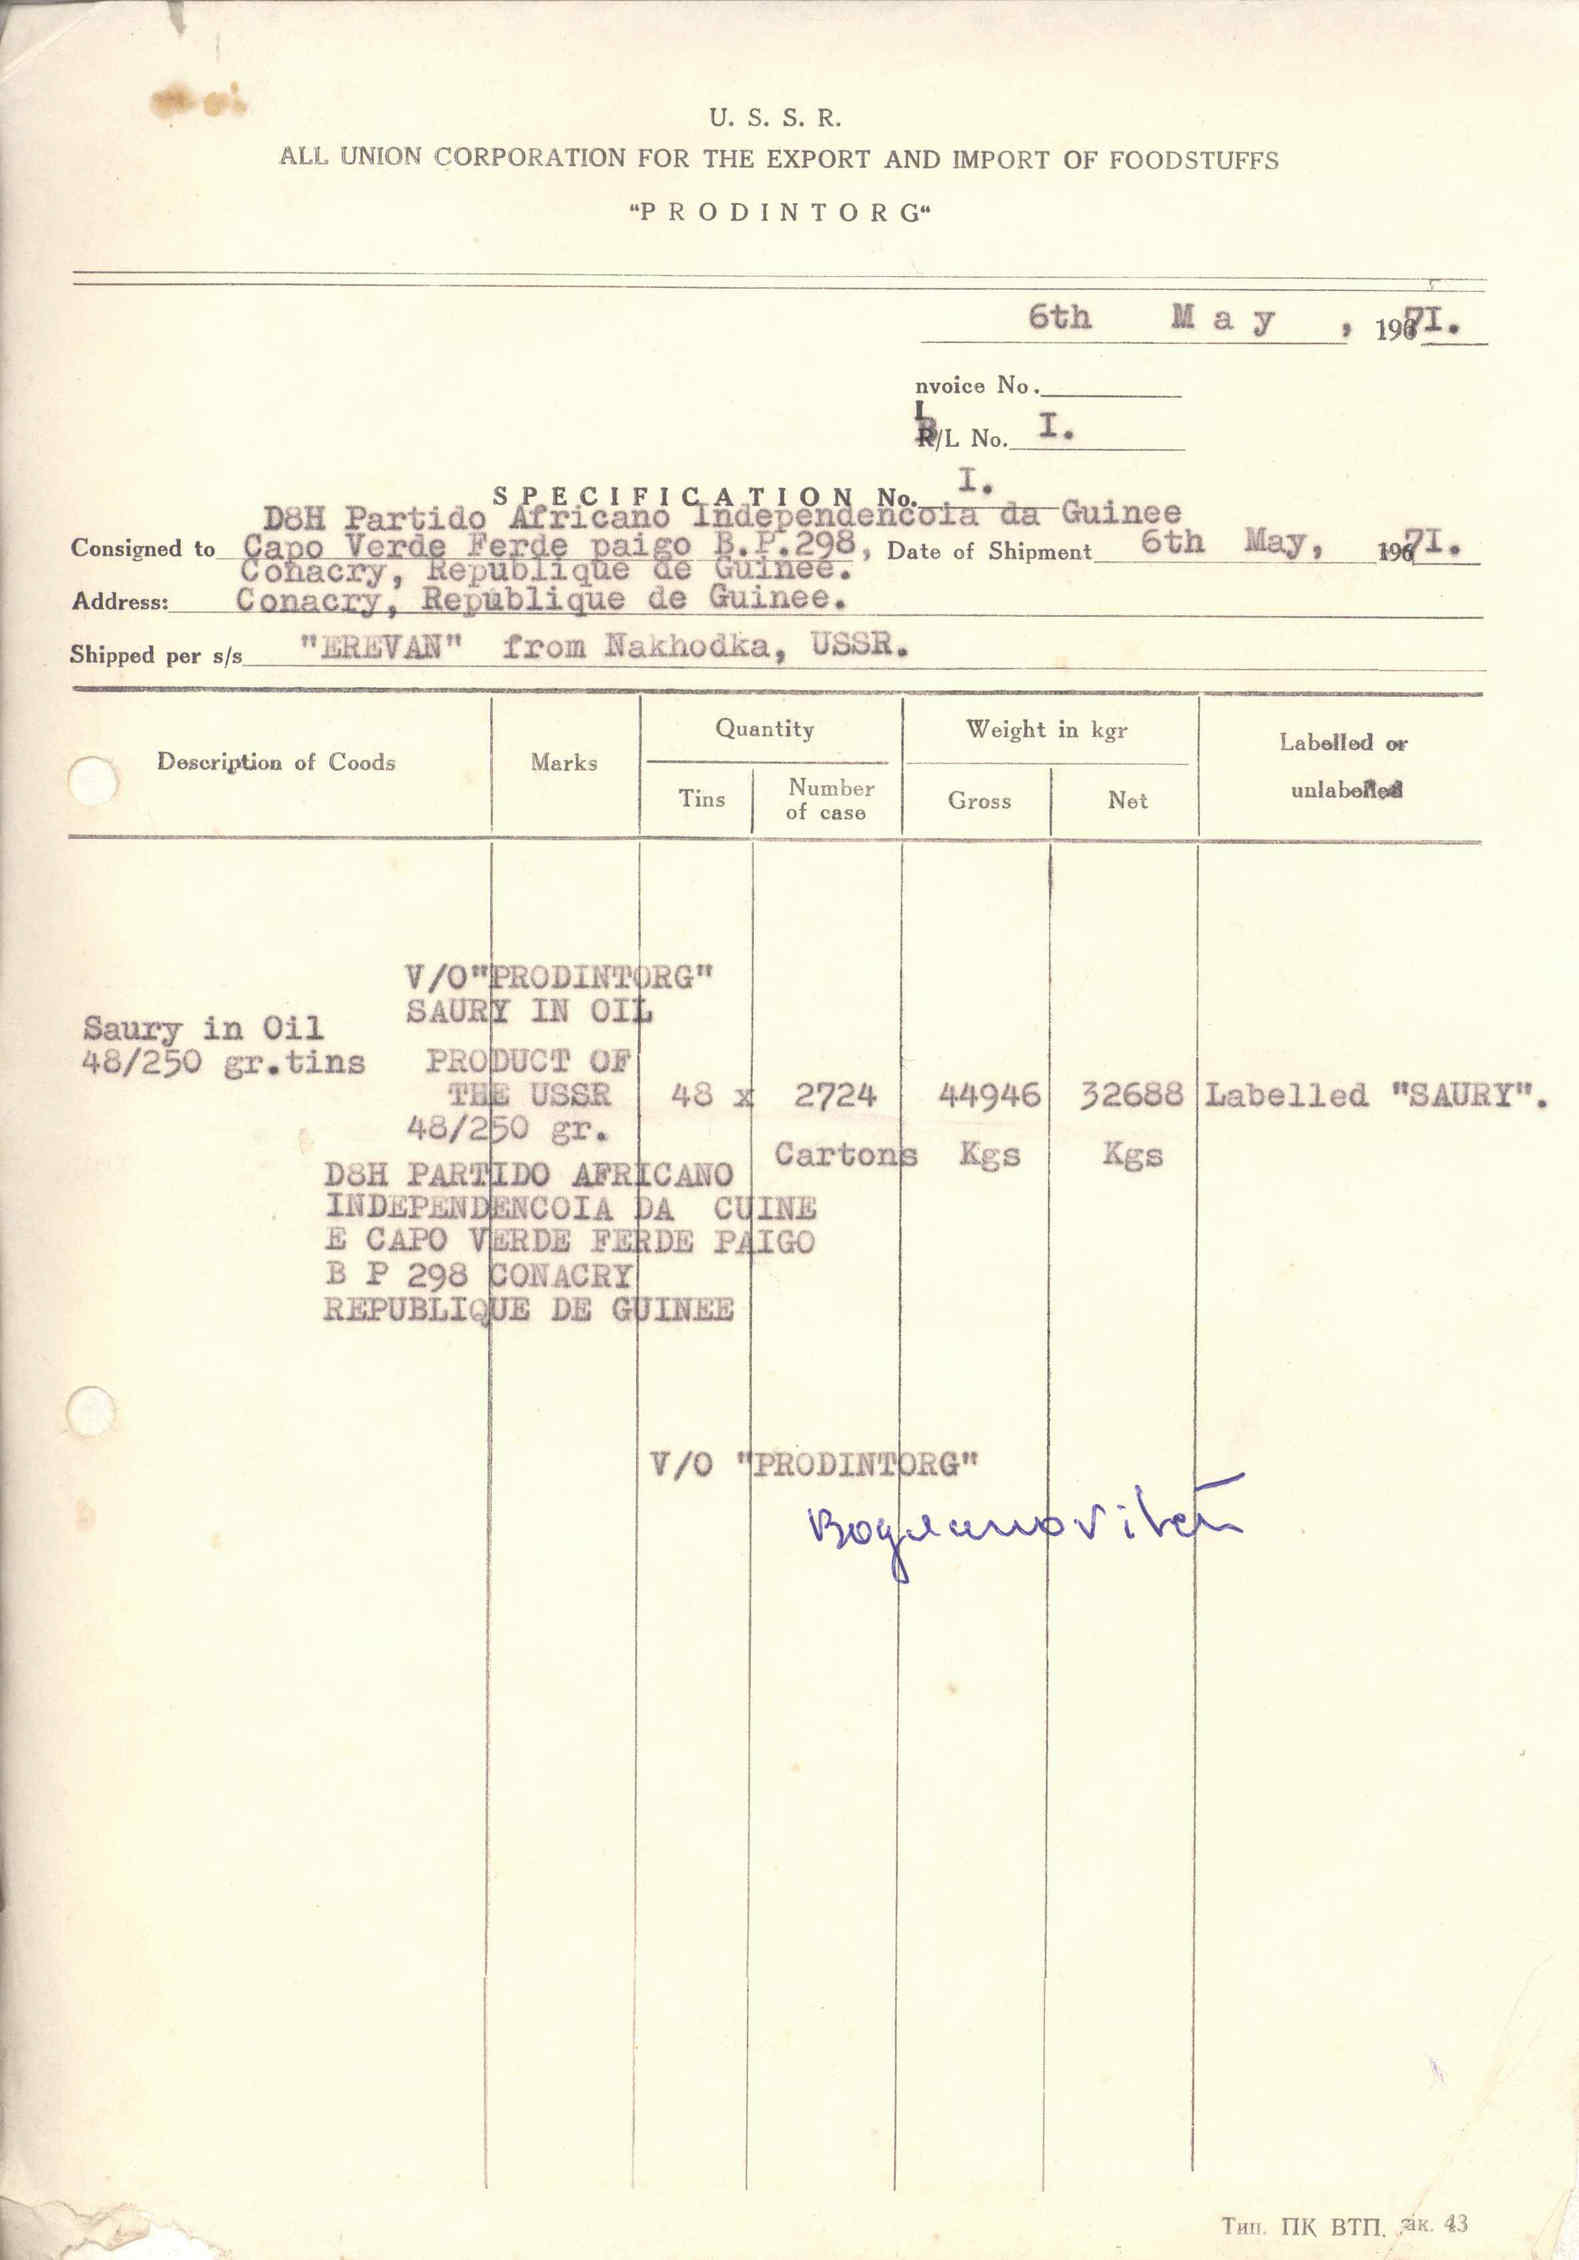 U. S. S. R.
ALL UNION CORPORATION FOR THE EXPORT AND IMPORT OF FOODSTUFFS
“PRODINTORG“
6th May, 1971.
nvoice No.
B/L No. I.
SPECIFICATION No. I.
D8H Partido Africano Independencoia da Guinee
Consigned to Capo Verde Ferde paigo B.P.298, Date of Shipment 6th May, 1971.
Conacry, Republique de Guinee.
Address: Conacry, Republique de Guinee.
Shipped per s/s "EREVAN" from Nakhodka, USSR.
Description of Coods Marks Quantity Weight in kgr Labelled or unlabelled
Tins Number of case Gross Net
V/O"PRODINTORG"
SAURY IN OIL
Saury in Oil
48/250 gr.tins PRODUCT OF
THE USSR 48 x 2724 44946 32688 Labelled "SAURY".
48/250 gr.
Cartons Kgs Kgs
D8H PARTIDO AFRICANO
INDEPENDENCOIA DA CUINE
E CAPO VERDE FERDE PAIGO
B P 298 CONACRY
REPUBLIQUE DE GUINEE
V/O "PRODINTORG"
Тип. ПК ВТП. зак. 43